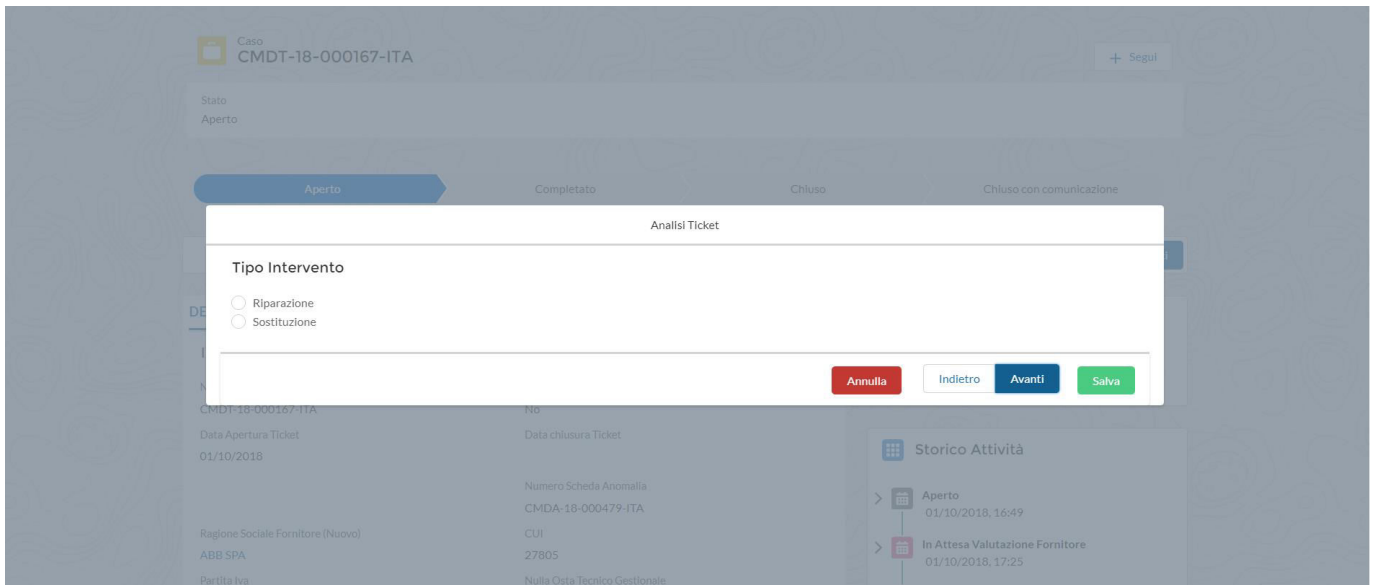 Caso
CMDT-18-000167-ITA
+ Segui
Stato
Aperto
Aperto
Completato
Chiuso
Chiuso con comunicazione
Analisi Ticket
Tipo Intervento
Riparazione
Sostituzione
Annulla
Indietro
Avanti
Salva
DE
CMDT-18-000167-ITA
No
Data Apertura Ticket
Data chiusura Ticket
01/10/2018
Numero Scheda Anomalia
CMDA-18-000479-ITA
Ragione Sociale Fornitore (Nuovo)
CUI
ABB SPA
27805
Partita Iva
Nulla Osta Tecnico Gestionale
Storico Attività
Aperto
01/10/2018, 16:49
In Attesa Valutazione Fornitore
01/10/2018, 17:25